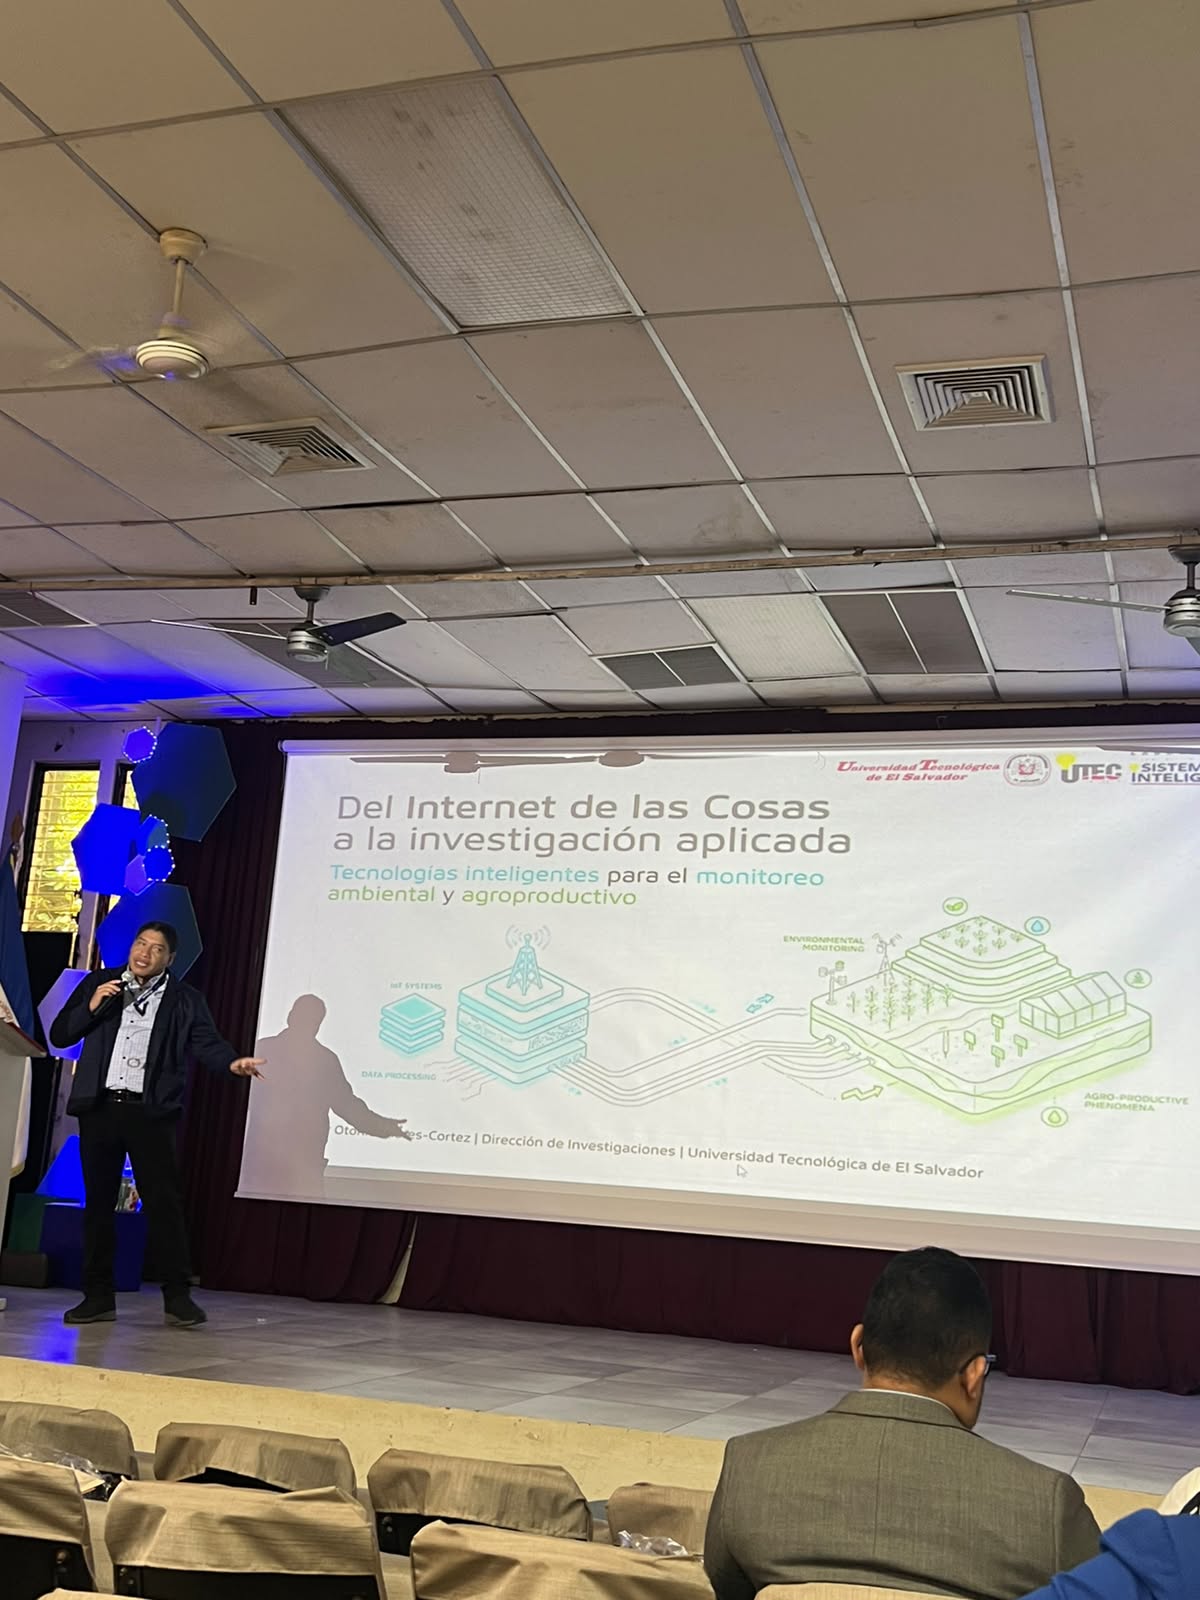 Universidad Tecnológica
de El Salvador
UTEC
SISTEM
INTELIG
Del Internet de las Cosas
a la investigación aplicada
Tecnologías inteligentes para el monitoreo
ambiental y agroproductivo
ENVIRONMENTAL
MONITORING
IoT SYSTEMS
DATA PROCESSING
AGRO-PRODUCTIVE
PHENOMENA
es-Cortez | Dirección de Investigaciones | Universidad Tecnológica de El Salvador